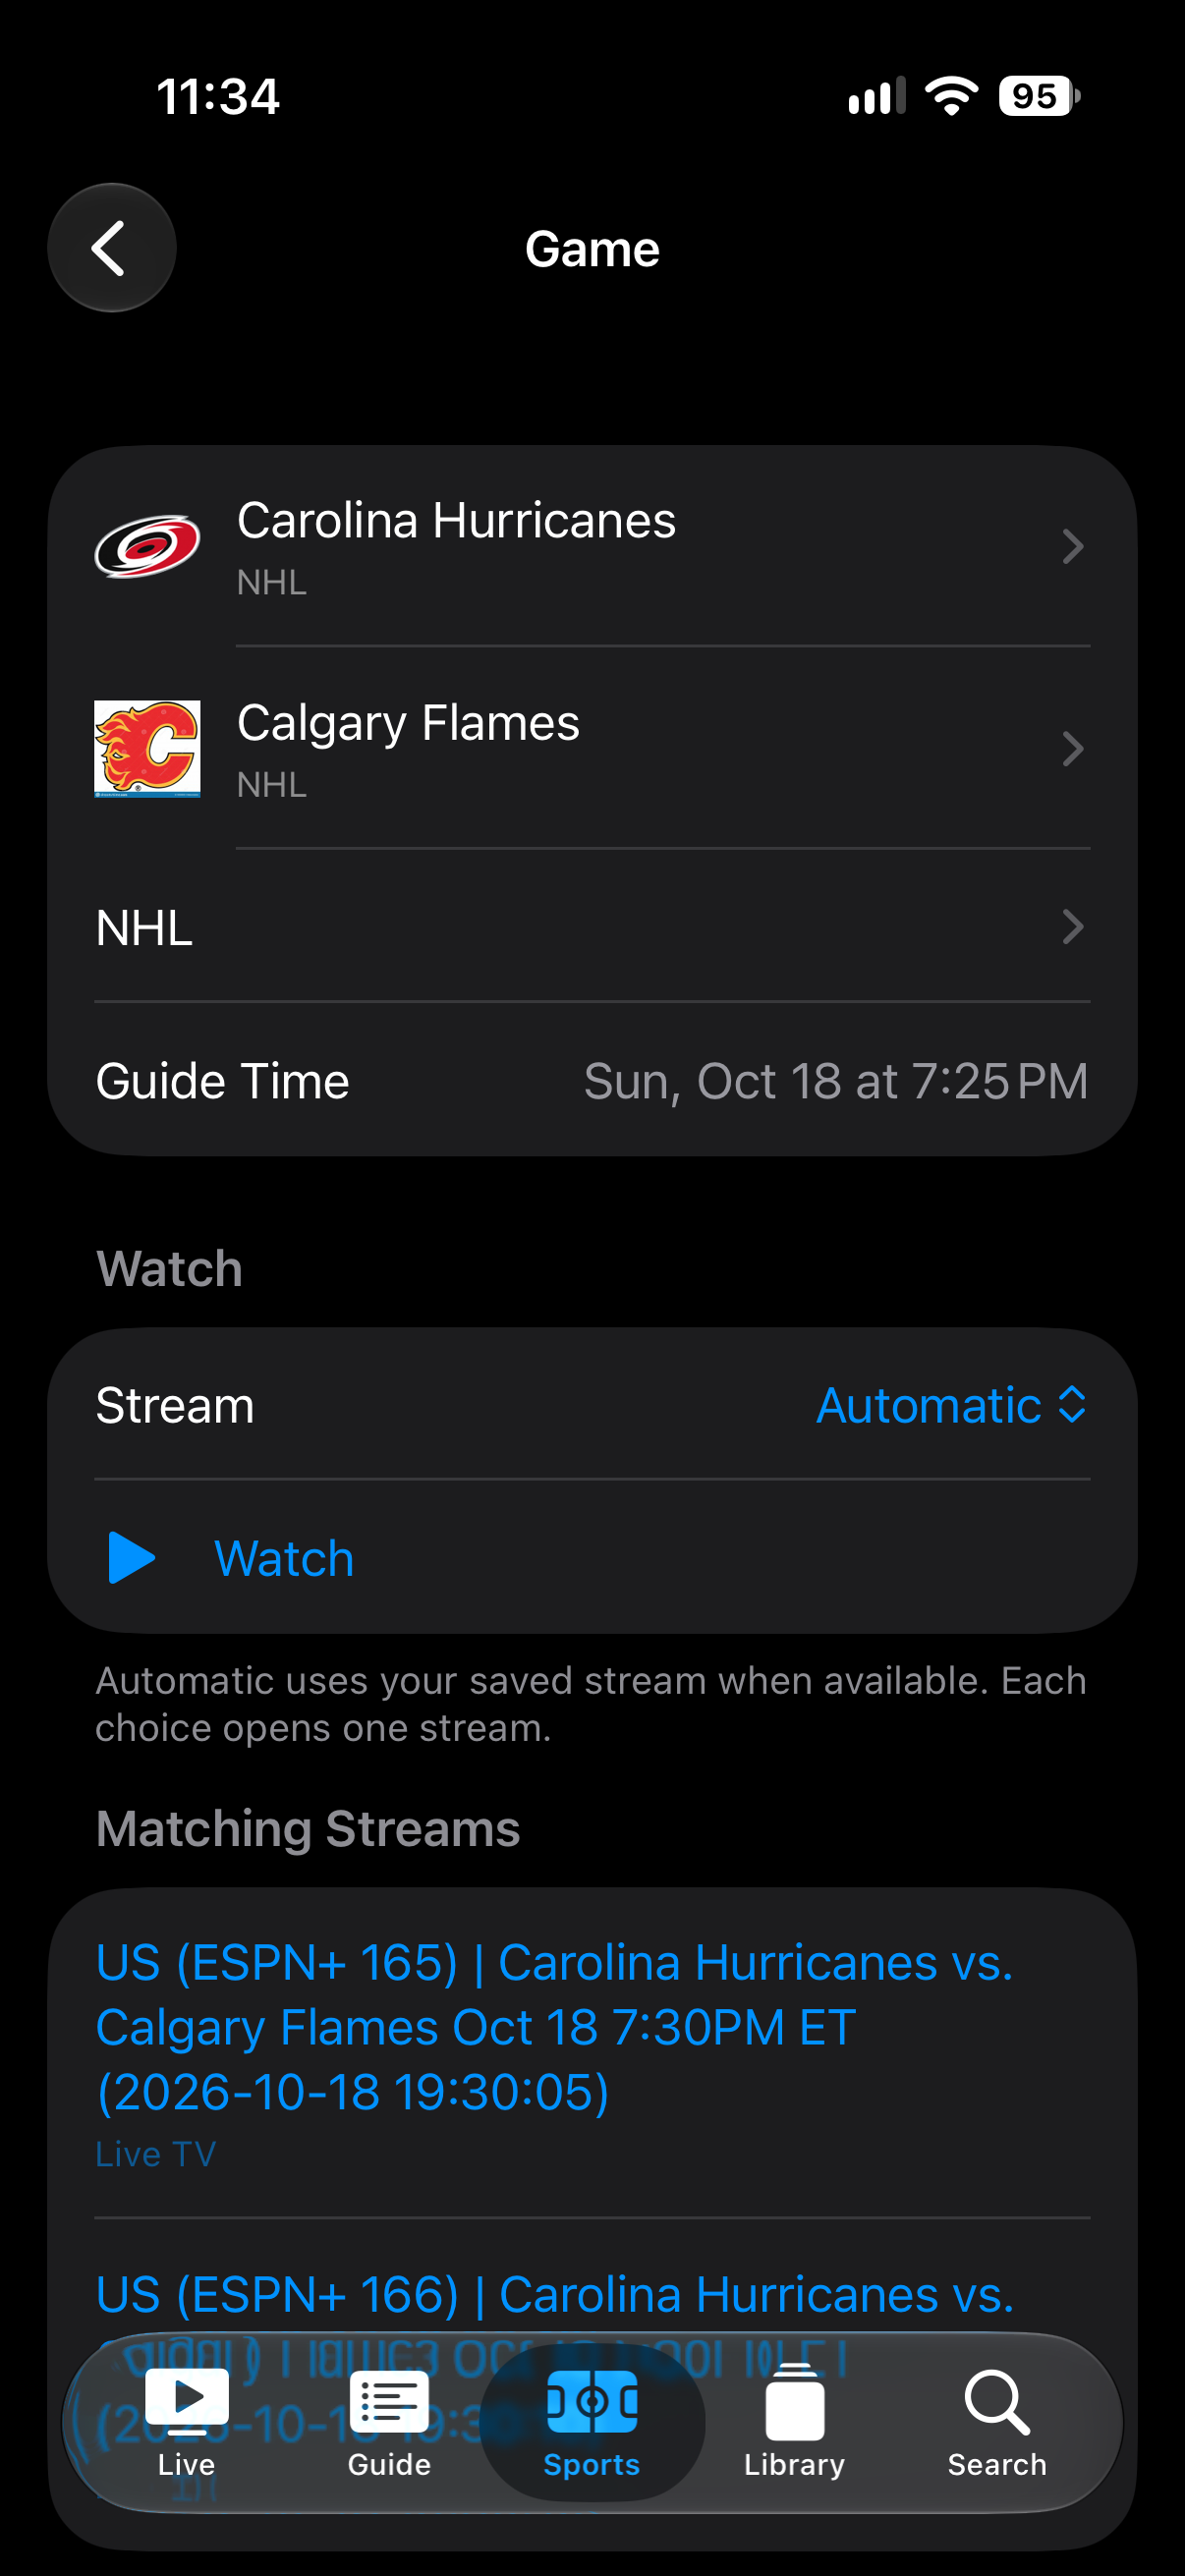 11:34
95
Game
Carolina Hurricanes
NHL
Calgary Flames
NHL
NHL
Guide Time
Sun, Oct 18 at 7:25 PM
Watch
Stream
Automatic
Watch
Automatic uses your saved stream when available. Each
choice opens one stream.
Matching Streams
US (ESPN+ 165) | Carolina Hurricanes vs.
Calgary Flames Oct 18 7:30PM ET
(2026-10-18 19:30:05)
Live TV
US (ESPN+ 166) | Carolina Hurricanes vs.
Live
Guide
Sports
Library
Search